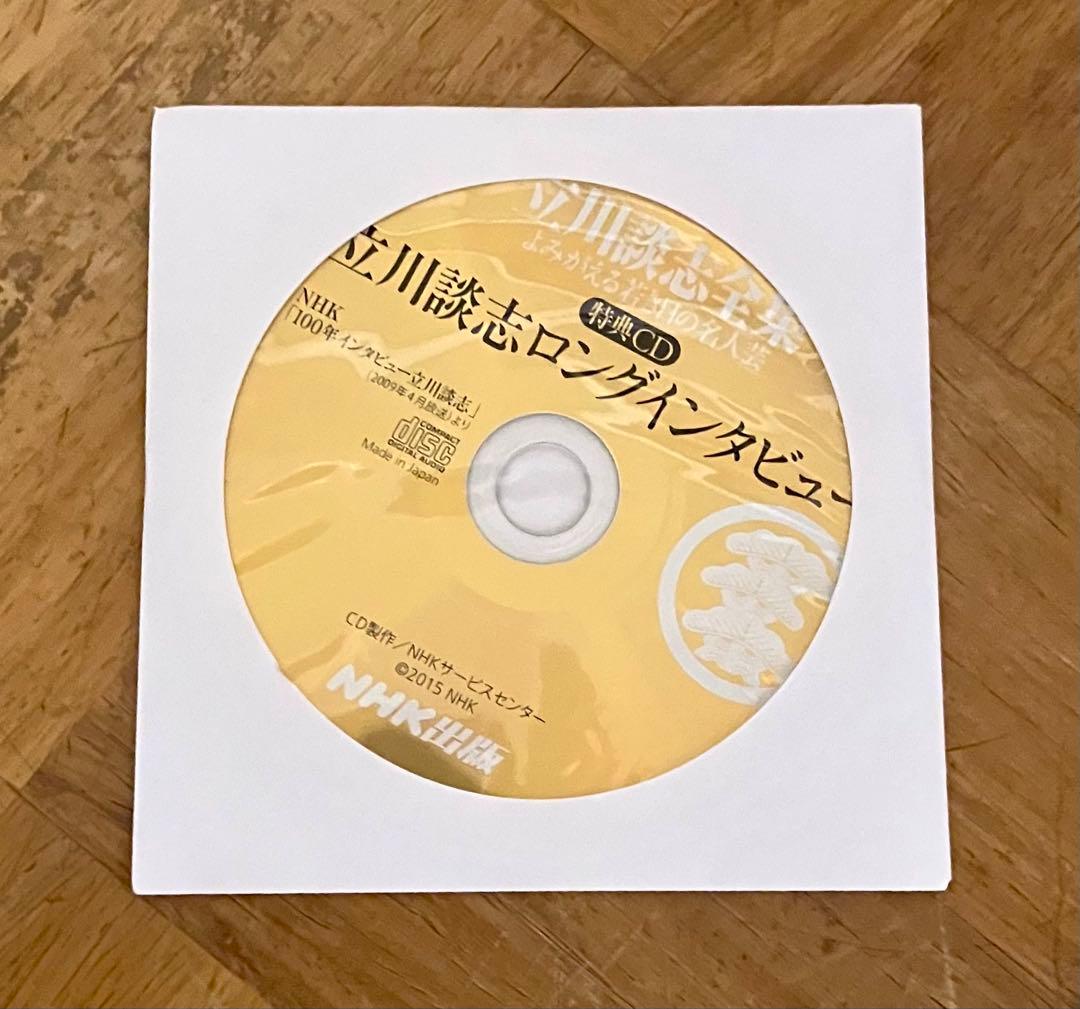 立川談志全集
よみがえる若き日の名人芸
特典CD
立川談志ロングインタビュー
NHK
「100年インタビュー立川談志」
(2009年4月放送)より
COMPACT
disc
DIGITAL AUDIO
Made in Japan
CD製作/NHKサービスセンター
©2015 NHK
NHK出版